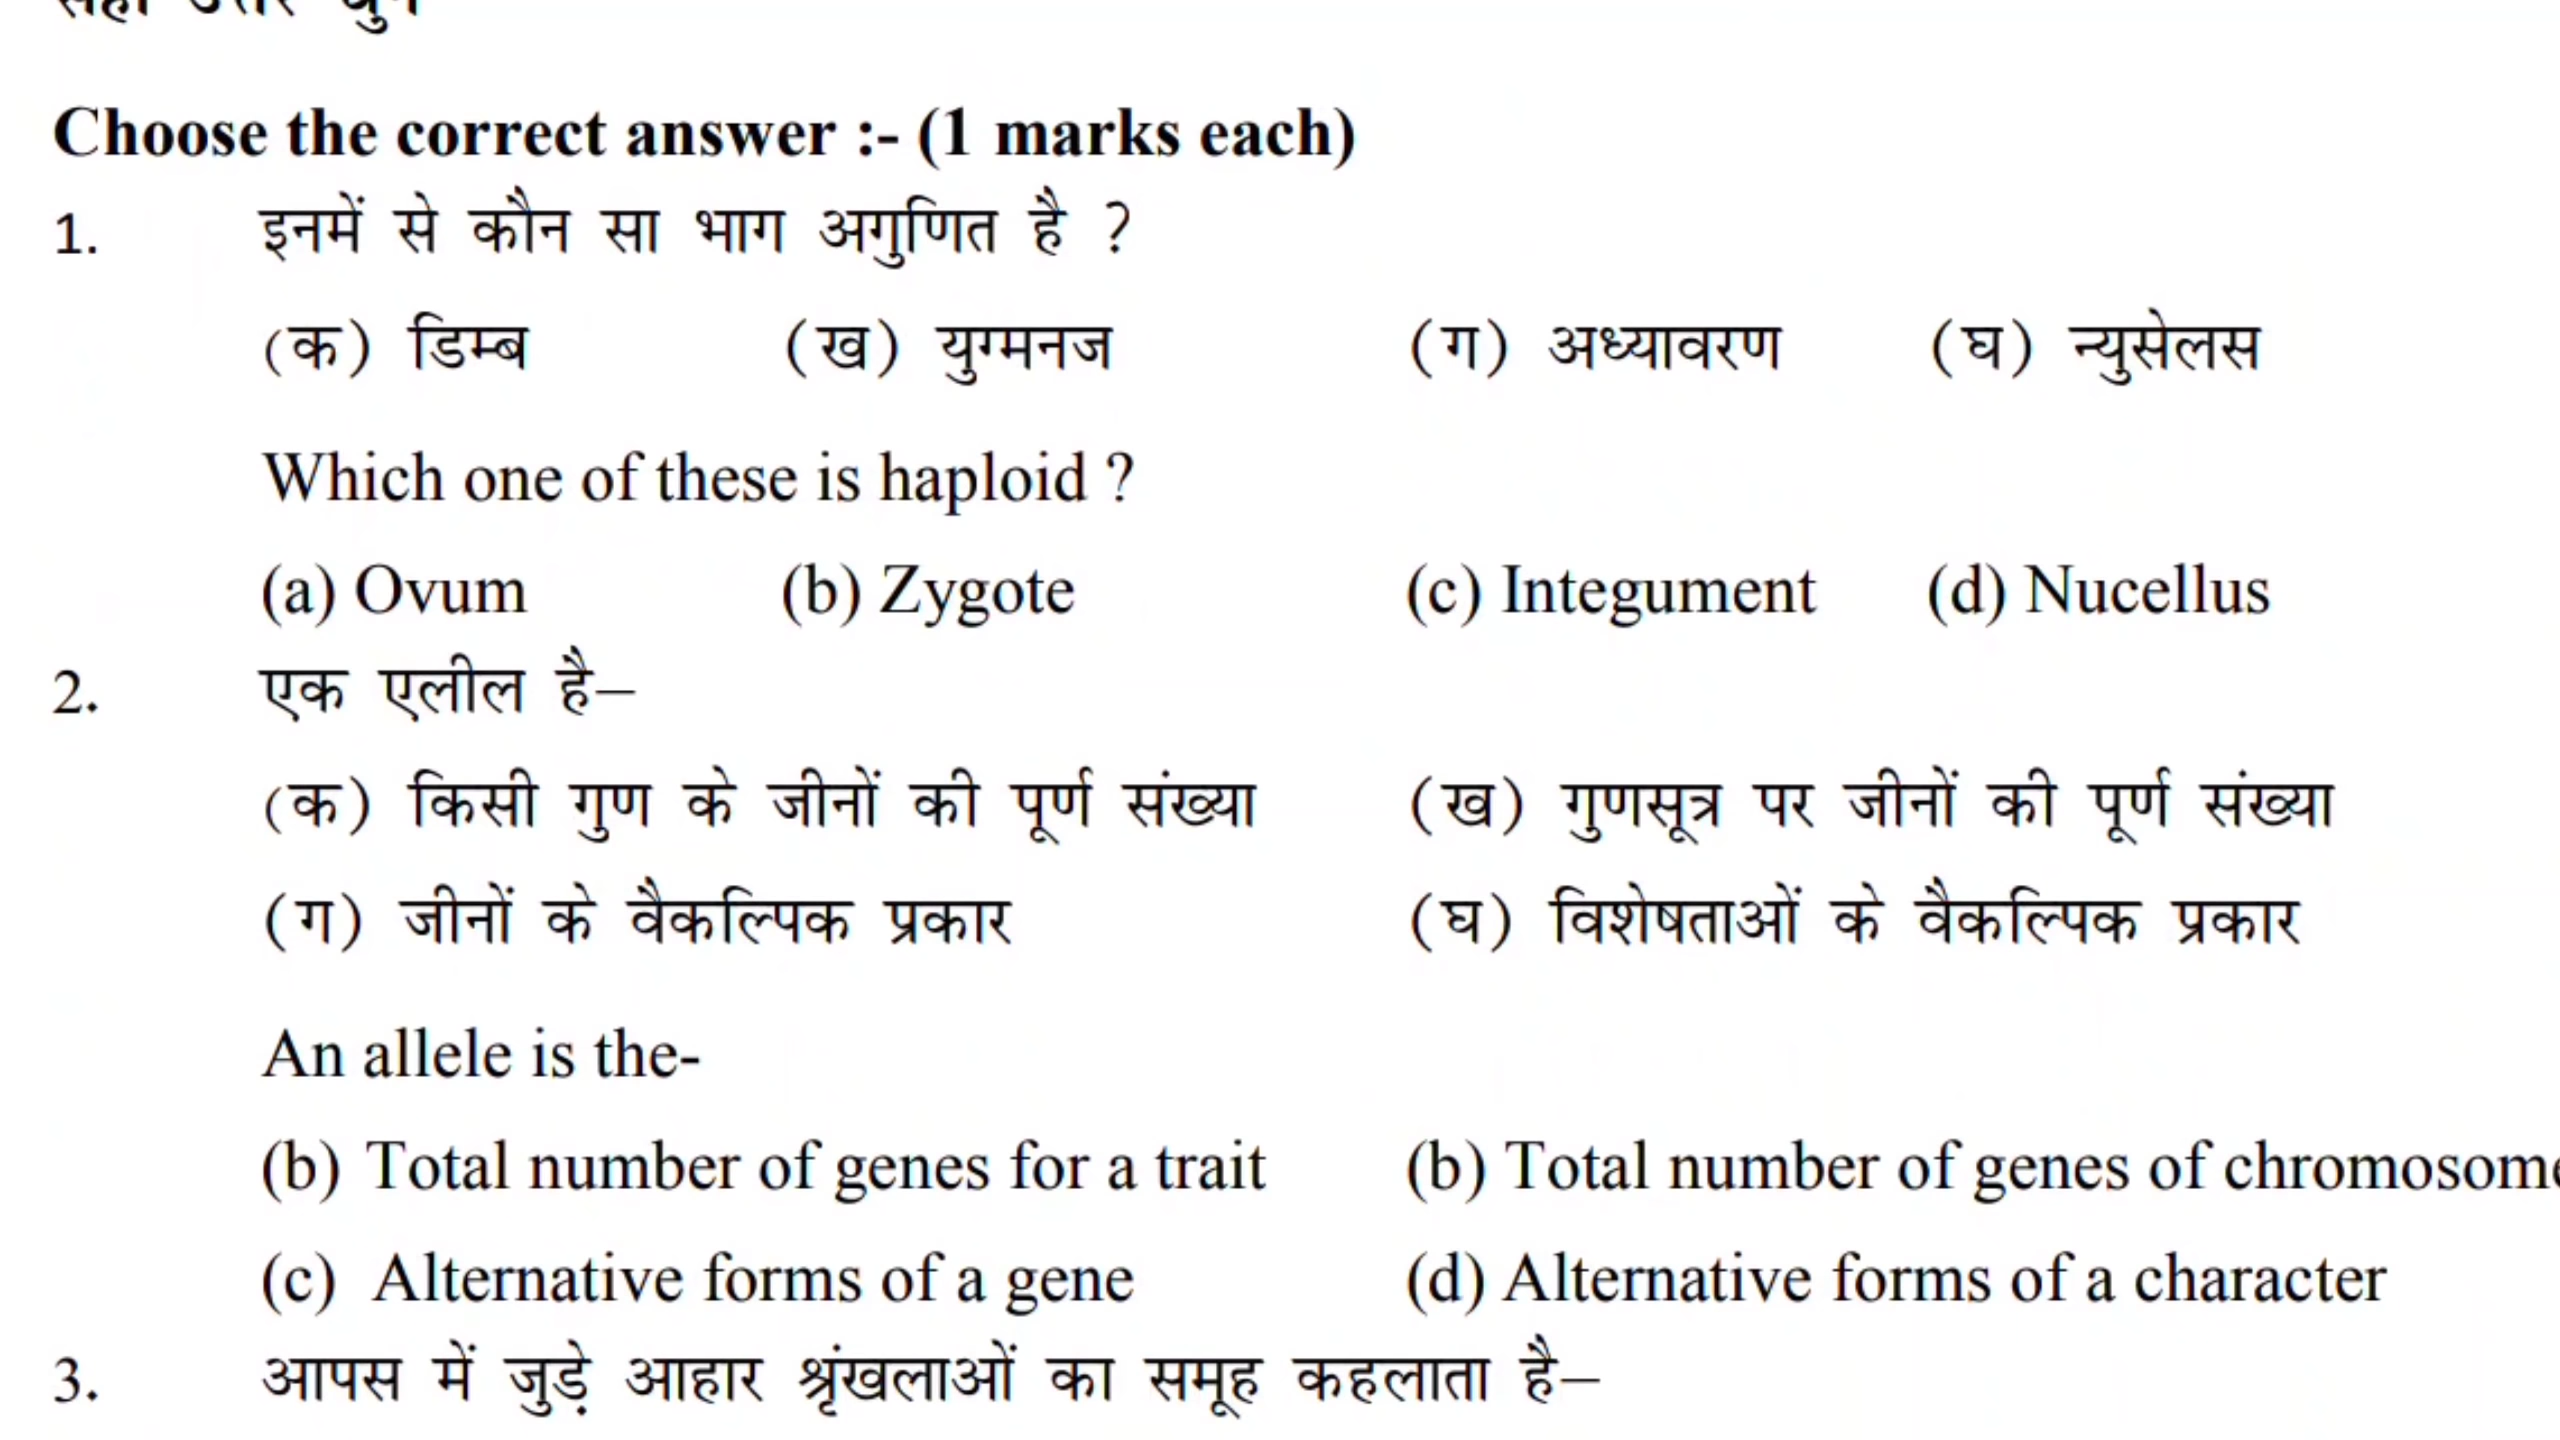 Choose the correct answer :- (1 marks each)
1. इनमें से कौन सा भाग अगुणित है ?
(क) डिम्ब (ख) युग्मनज (ग) अध्यावरण (घ) न्युसेलस
Which one of these is haploid ?
(a) Ovum (b) Zygote (c) Integument (d) Nucellus
2. एक एलील है–
(क) किसी गुण के जीनों की पूर्ण संख्या (ख) गुणसूत्र पर जीनों की पूर्ण संख्या
(ग) जीनों के वैकल्पिक प्रकार (घ) विशेषताओं के वैकल्पिक प्रकार
An allele is the-
(b) Total number of genes for a trait (b) Total number of genes of chromosome
(c) Alternative forms of a gene (d) Alternative forms of a character
3. आपस में जुड़े आहार श्रृंखलाओं का समूह कहलाता है–